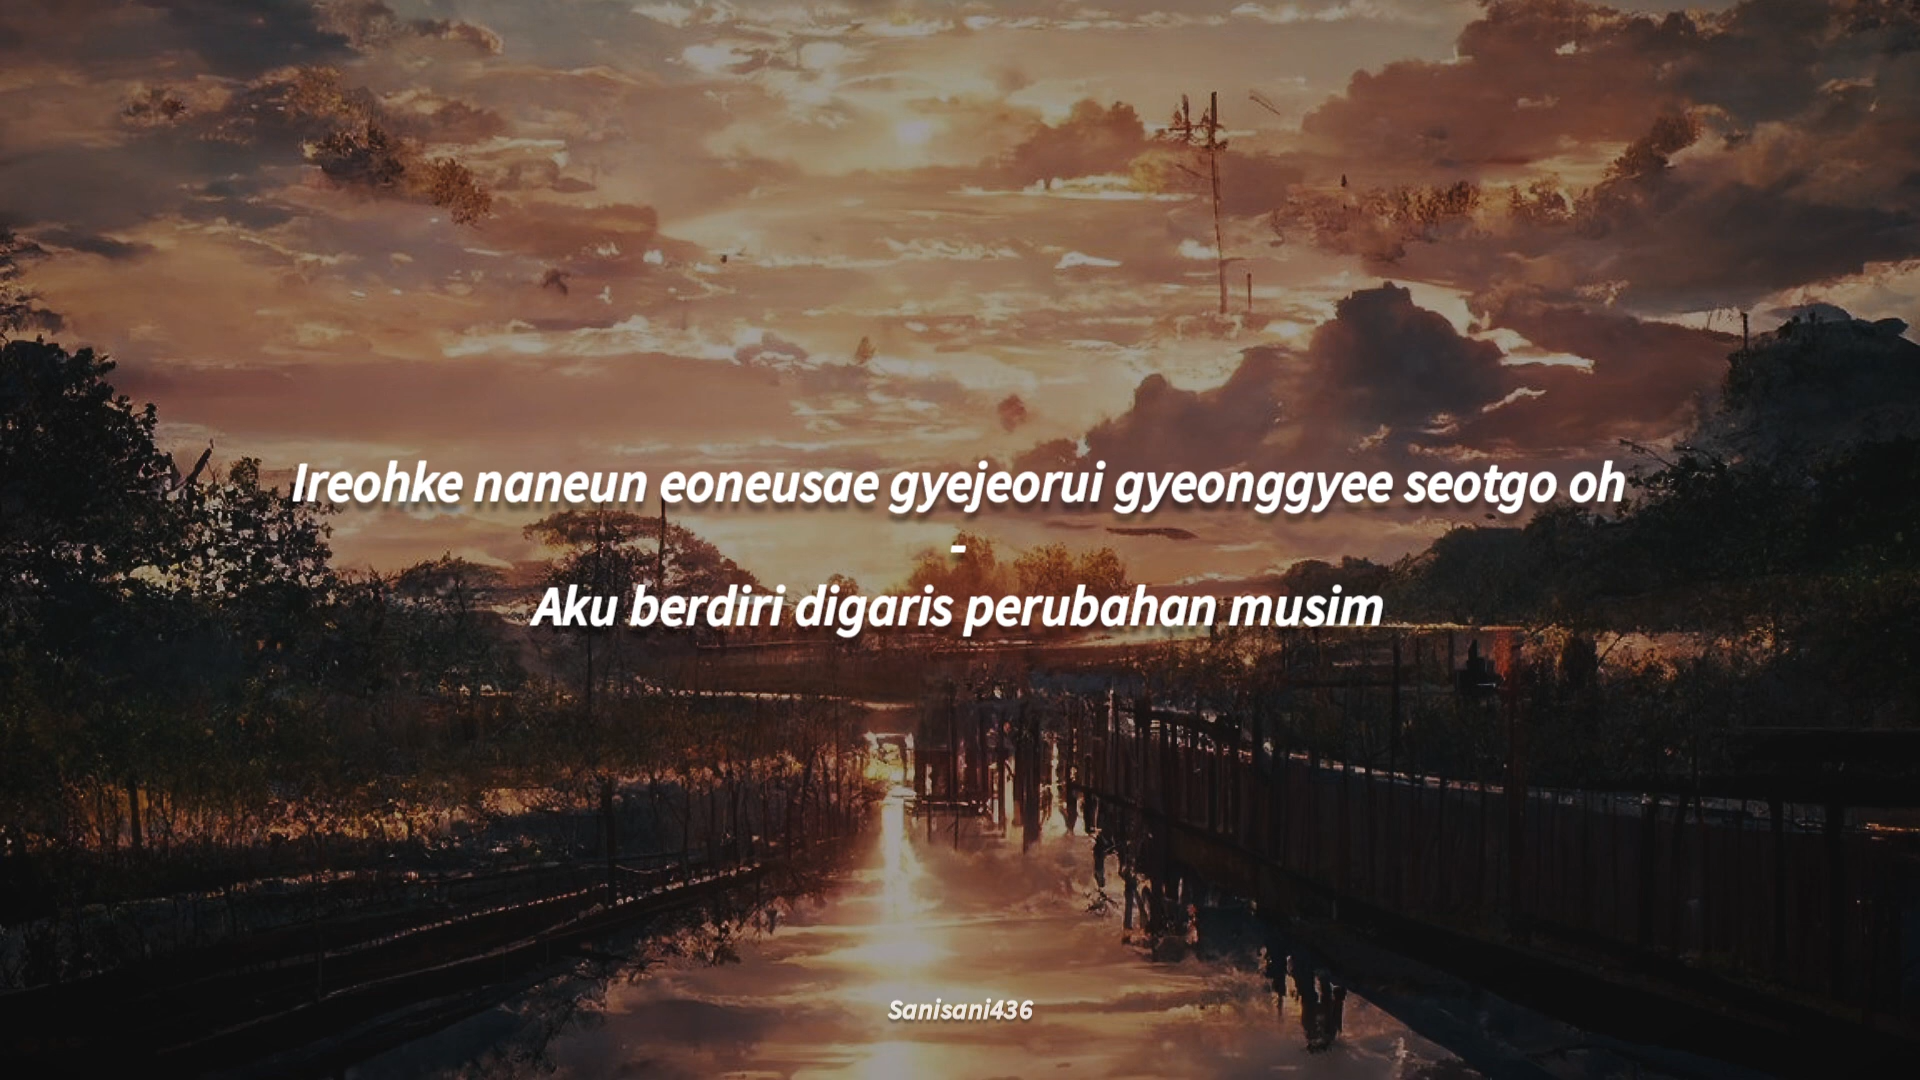 Ireohke naneun eoneusae gyejeorui gyeonggyee seotgo oh
-
Aku berdiri digaris perubahan musim
Sanisani436